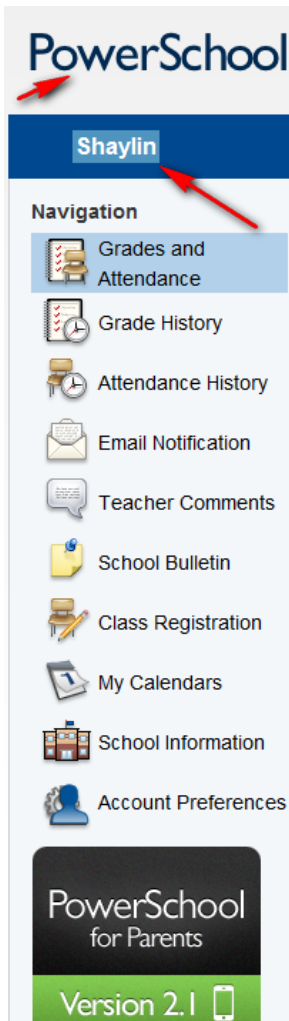 PowerSchool
Shaylin
Navigation
Grades and
Attendance
Grade History
Attendance History
Email Notification
Teacher Comments
School Bulletin
Class Registration
My Calendars
School Information
Account Preferences
PowerSchool
for Parents
Version 2.1